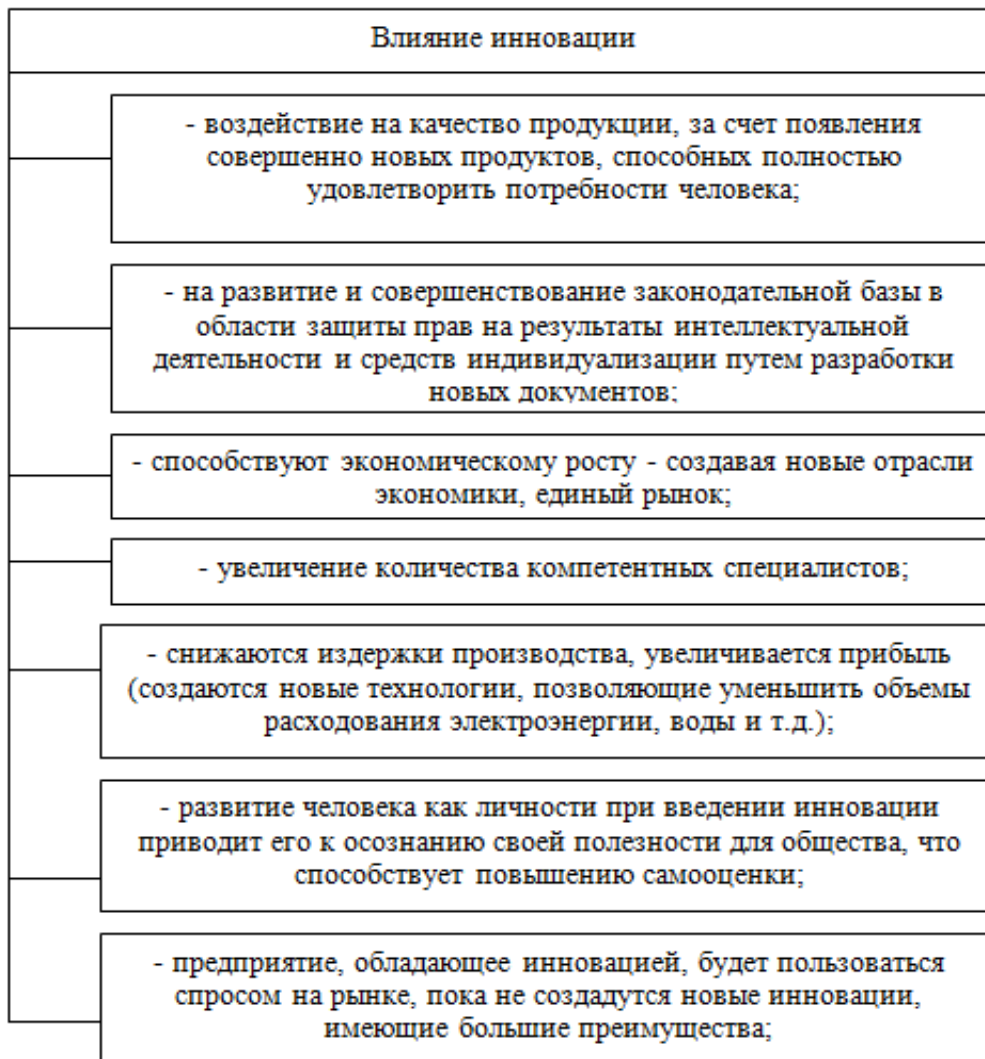 Влияние инновации
- воздействие на качество продукции, за счет появления
совершенно новых продуктов, способных полностью
удовлетворить потребности человека;
- на развитие и совершенствование законодательной базы в
области защиты прав на результаты интеллектуальной
деятельности и средств индивидуализации путем разработки
новых документов;
- способствуют экономическому росту - создавая новые отрасли
экономики, единый рынок;
- увеличение количества компетентных специалистов;
- снижаются издержки производства, увеличивается прибыль
(создаются новые технологии, позволяющие уменьшить объемы
расходования электроэнергии, воды и т.д.);
- развитие человека как личности при введении инновации
приводит его к осознанию своей полезности для общества, что
способствует повышению самооценки;
- предприятие, обладающее инновацией, будет пользоваться
спросом на рынке, пока не создадутся новые инновации,
имеющие большие преимущества;